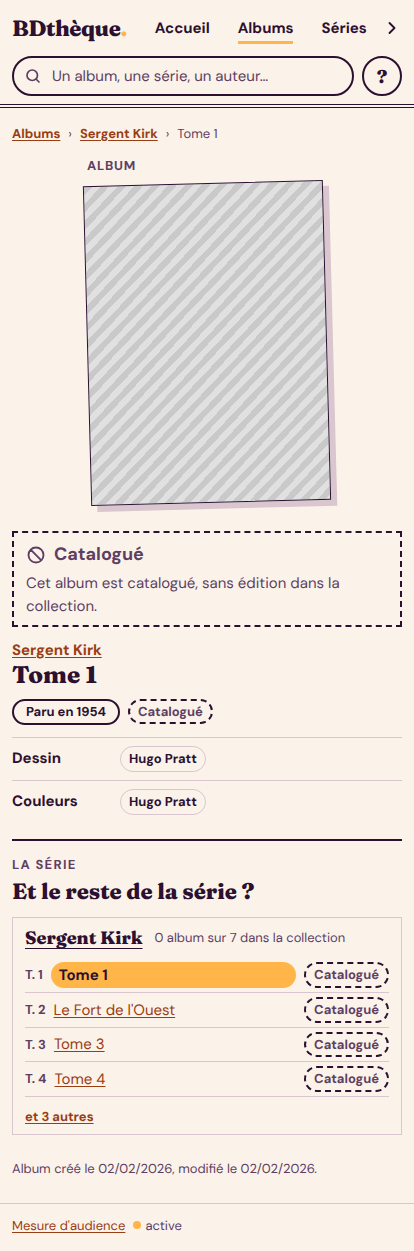 BDthèque.
Accueil Albums Séries
Un album, une série, un auteur...
?
Albums › Sergent Kirk › Tome 1
ALBUM
Catalogué
Cet album est catalogué, sans édition dans la
collection.
Sergent Kirk
Tome 1
Paru en 1954 Catalogué
Dessin Hugo Pratt
Couleurs Hugo Pratt
LA SÉRIE
Et le reste de la série ?
Sergent Kirk 0 album sur 7 dans la collection
T. 1 Tome 1 Catalogué
T. 2 Le Fort de l'Ouest Catalogué
T. 3 Tome 3 Catalogué
T. 4 Tome 4 Catalogué
et 3 autres
Album créé le 02/02/2026, modifié le 02/02/2026.
Mesure d'audience active